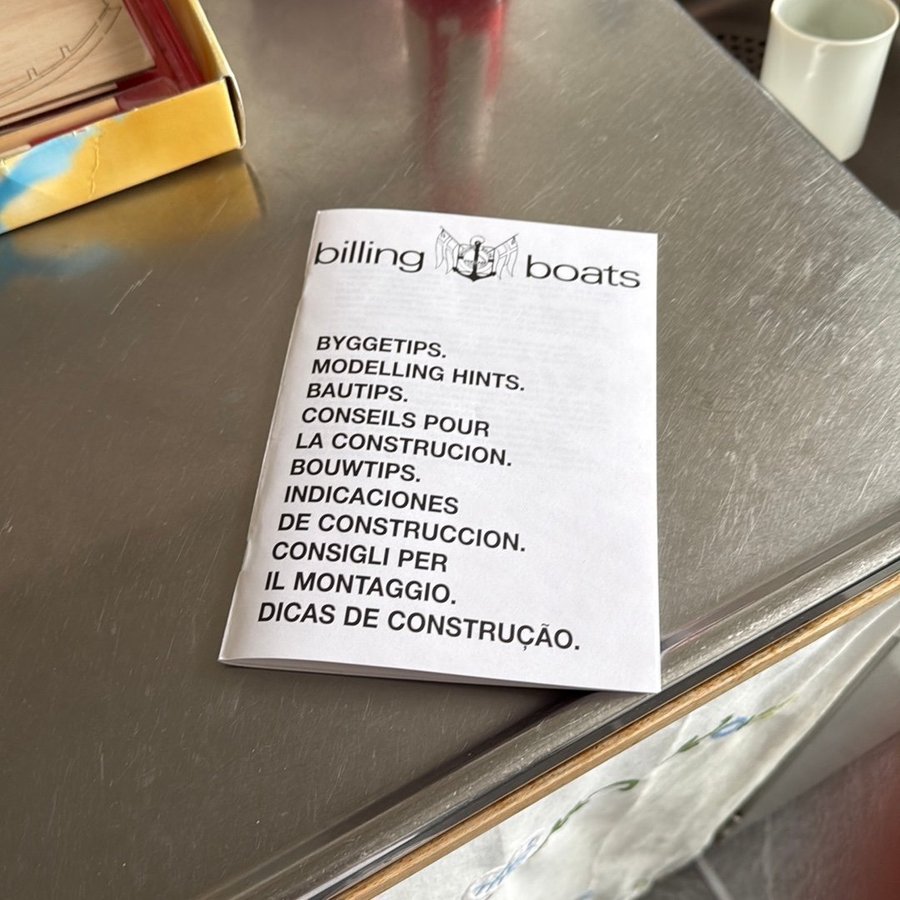 billing boats
BYGGETIPS.
MODELLING HINTS.
BAUTIPS.
CONSEILS POUR
LA CONSTRUCION.
BOUWTIPS.
INDICACIONES
DE CONSTRUCCION.
CONSIGLI PER
IL MONTAGGIO.
DICAS DE CONSTRUÇÃO.